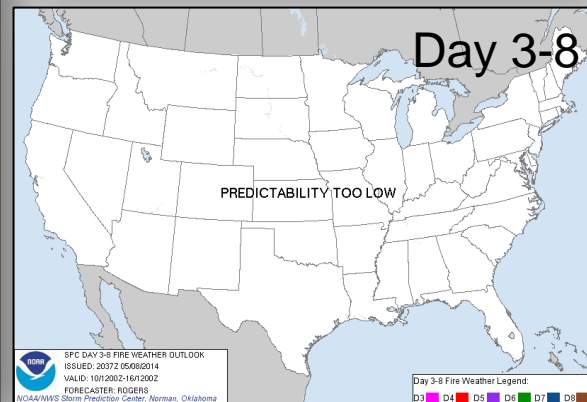 Day 3-8
PREDICTABILITY TOO LOW
NOAA
SPC DAY 3-8 FIRE WEATHER OUTLOOK
ISSUED: 2037Z 05/08/2014
VALID: 10/1200Z-16/1200Z
FORECASTER: ROGERS
NOAA/NWS Storm Prediction Center, Norman, Oklahoma
Day 3-8 Fire Weather Legend:
D3 D4 D5 D6 D7 D8